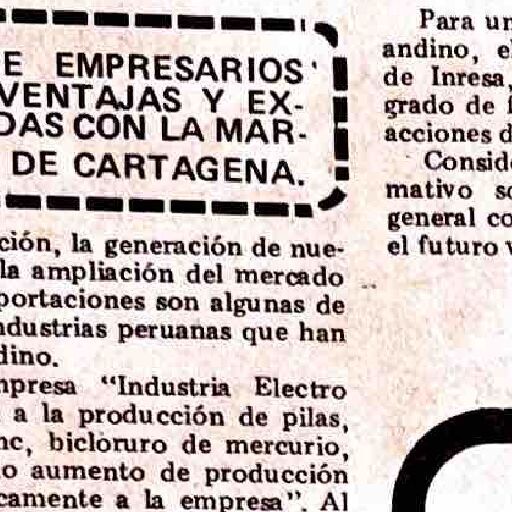 E EMPRESARIOS
VENTAJAS Y EX-
DAS CON LA MAR-
DE CARTAGENA.
ción, la generación de nue-
la ampliación del mercado
portaciones son algunas de
ndustrias peruanas que han
dino.
mpresa “Industria Electro
a la producción de pilas,
nc, bicloruro de mercurio,
o aumento de producción
camente a la empresa”. Al
Para un
andino, el
de Inresa,
grado de
acciones d
Conside
mativo so
general co
el futuro v